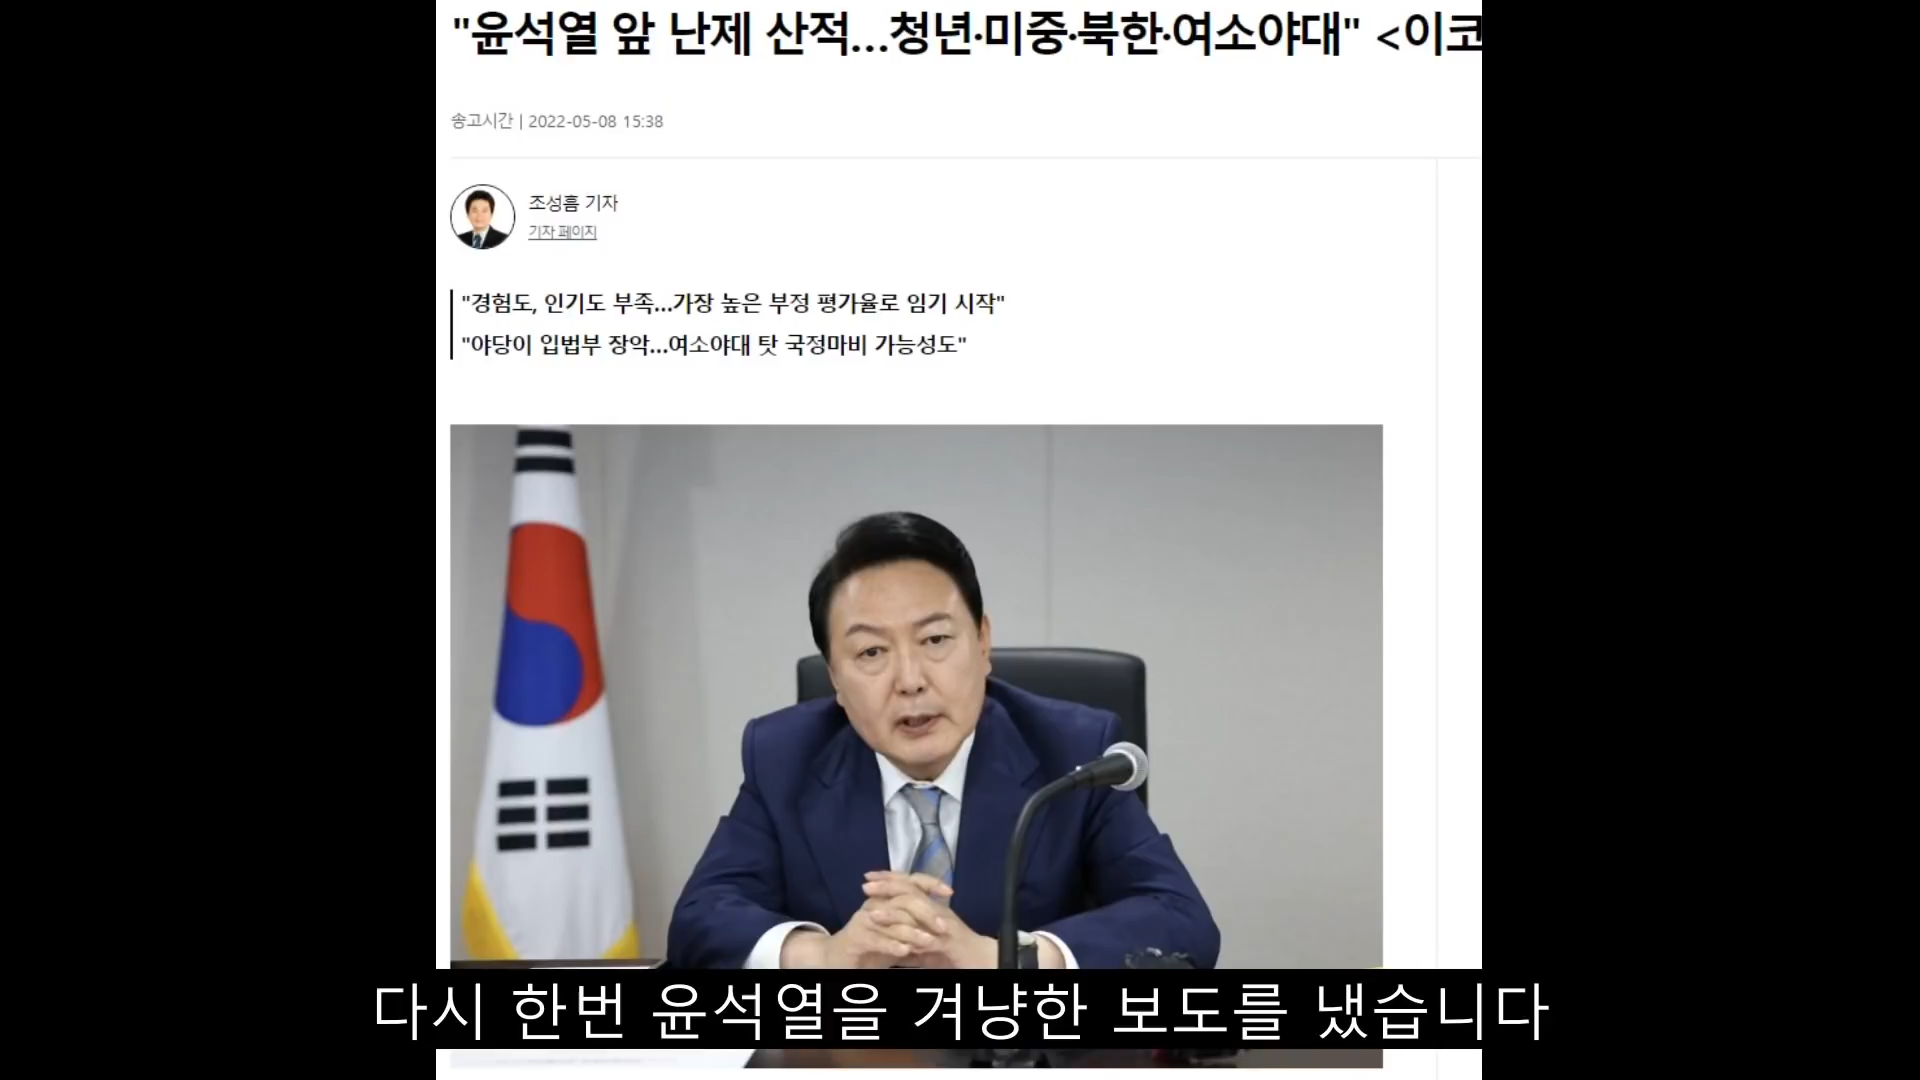 "윤석열 앞 난제 산적…청년·미중·북한·여소야대" <이코
송고시간 | 2022-05-08 15:38
조성흠 기자
기자 페이지
"경험도, 인기도 부족…가장 높은 부정 평가율로 임기 시작"
"야당이 입법부 장악…여소야대 탓 국정마비 가능성도"
다시 한번 윤석열을 겨냥한 보도를 냈습니다